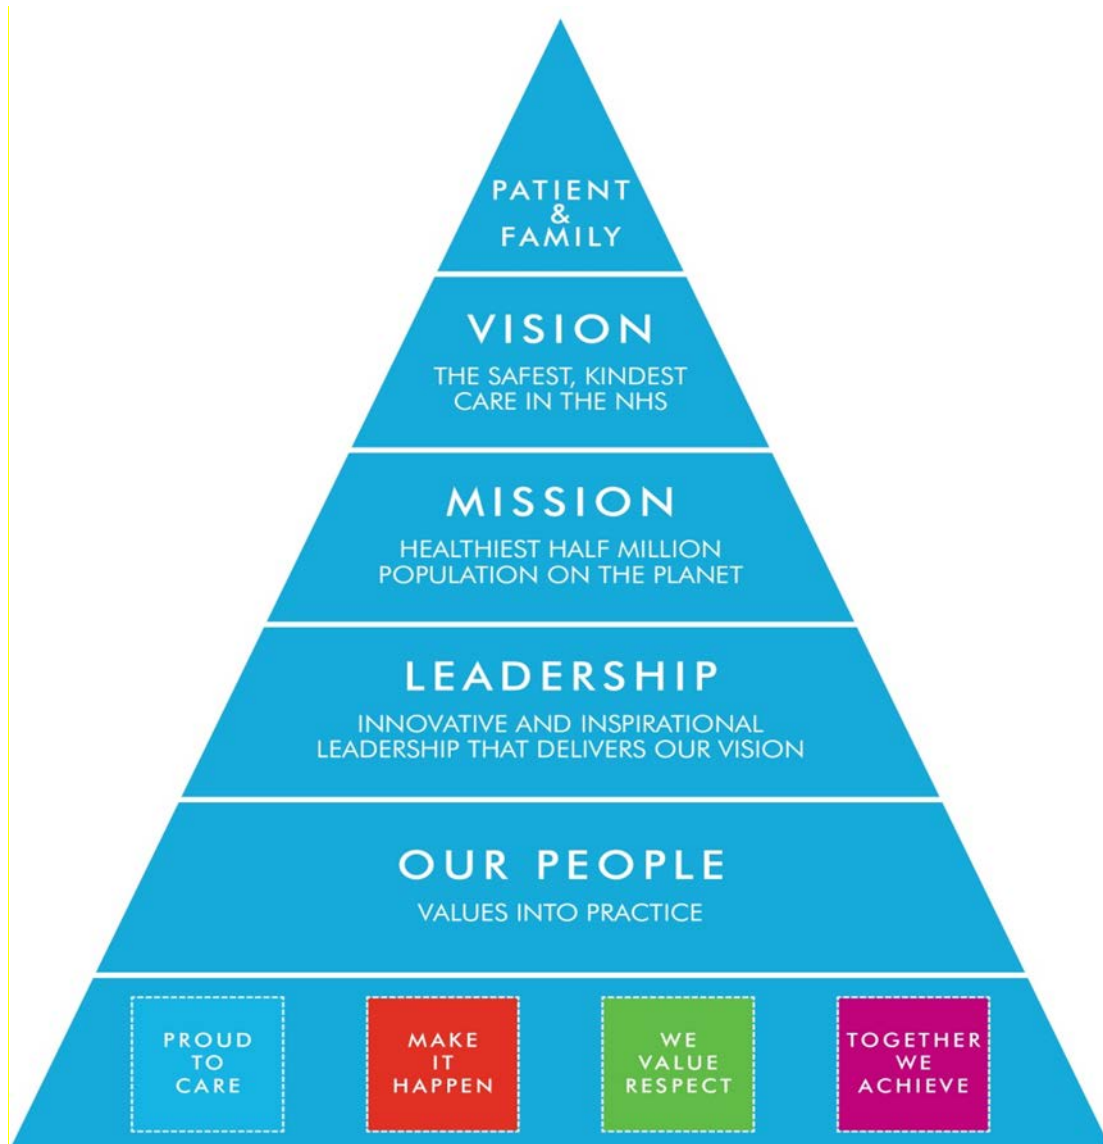 PATIENT
&
FAMILY
VISION
THE SAFEST, KINDEST
CARE IN THE NHS
MISSION
HEALTHIEST HALF MILLION
POPULATION ON THE PLANET
LEADERSHIP
INNOVATIVE AND INSPIRATIONAL
LEADERSHIP THAT DELIVERS OUR VISION
OUR PEOPLE
VALUES INTO PRACTICE
PROUD
TO
CARE
MAKE
IT
HAPPEN
WE
VALUE
RESPECT
TOGETHER
WE
ACHIEVE